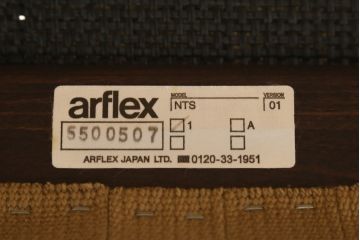 arflex
MODEL
NTS
VERSION
01
5500507
1
A
ARFLEX JAPAN LTD. 0120-33-1951